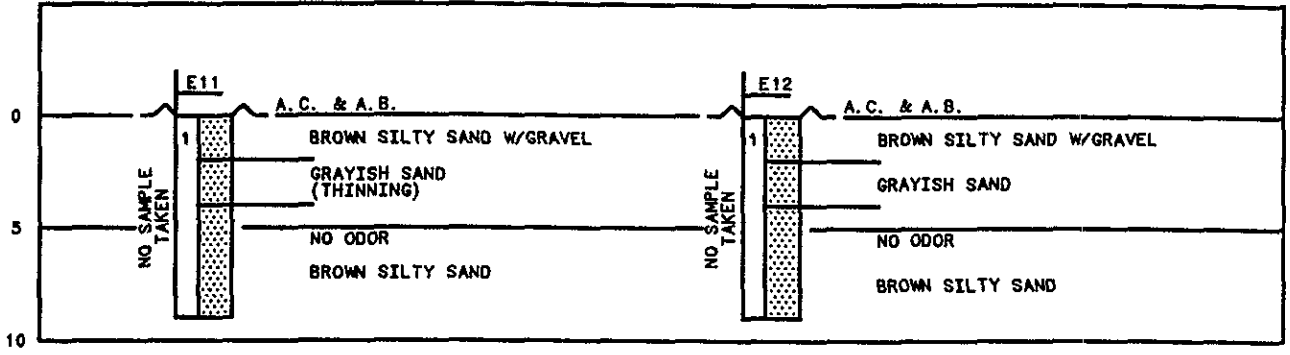 E11
A.C. & A.B.
0
1
BROWN SILTY SAND W/GRAVEL
GRAYISH SAND
(THINNING)
NO SAMPLE
TAKEN
5
NO ODOR
BROWN SILTY SAND
10
E12
A.C. & A.B.
1
BROWN SILTY SAND W/GRAVEL
GRAYISH SAND
NO SAMPLE
TAKEN
NO ODOR
BROWN SILTY SAND